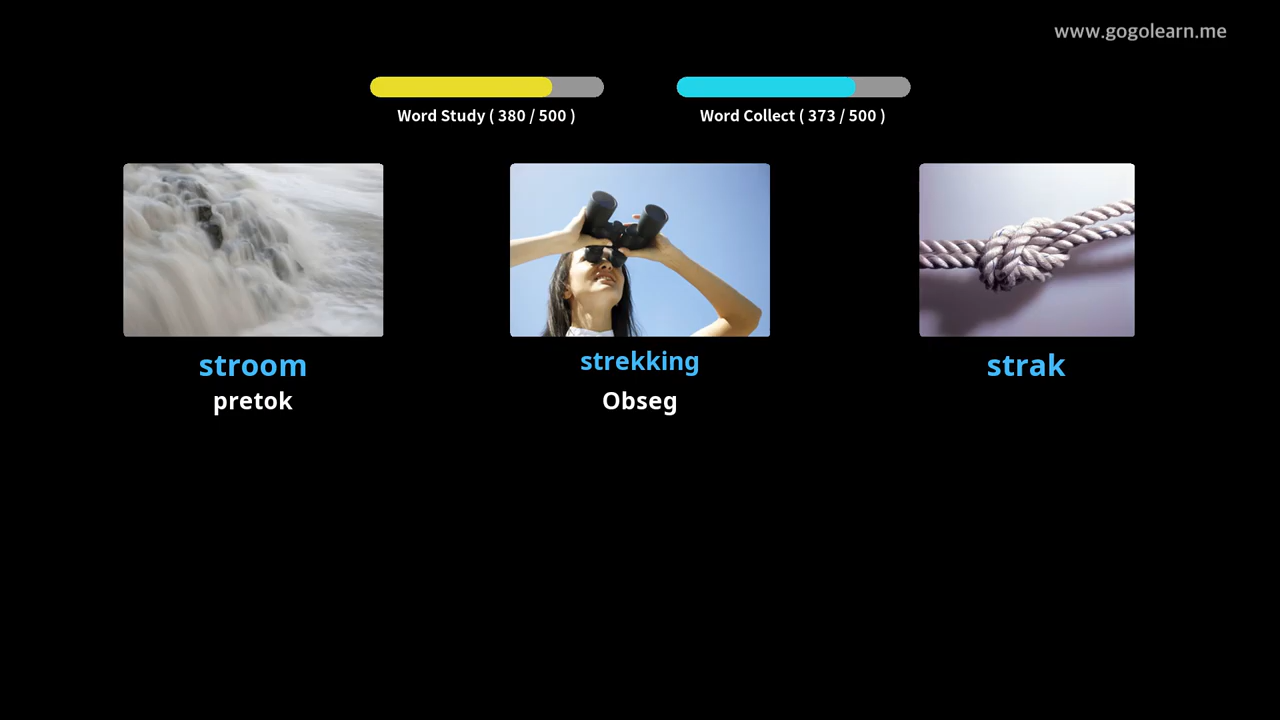 www.gogolearn.me
Word Study ( 380 / 500 )
Word Collect ( 373 / 500 )
stroom
pretok
strekking
Obseg
strak